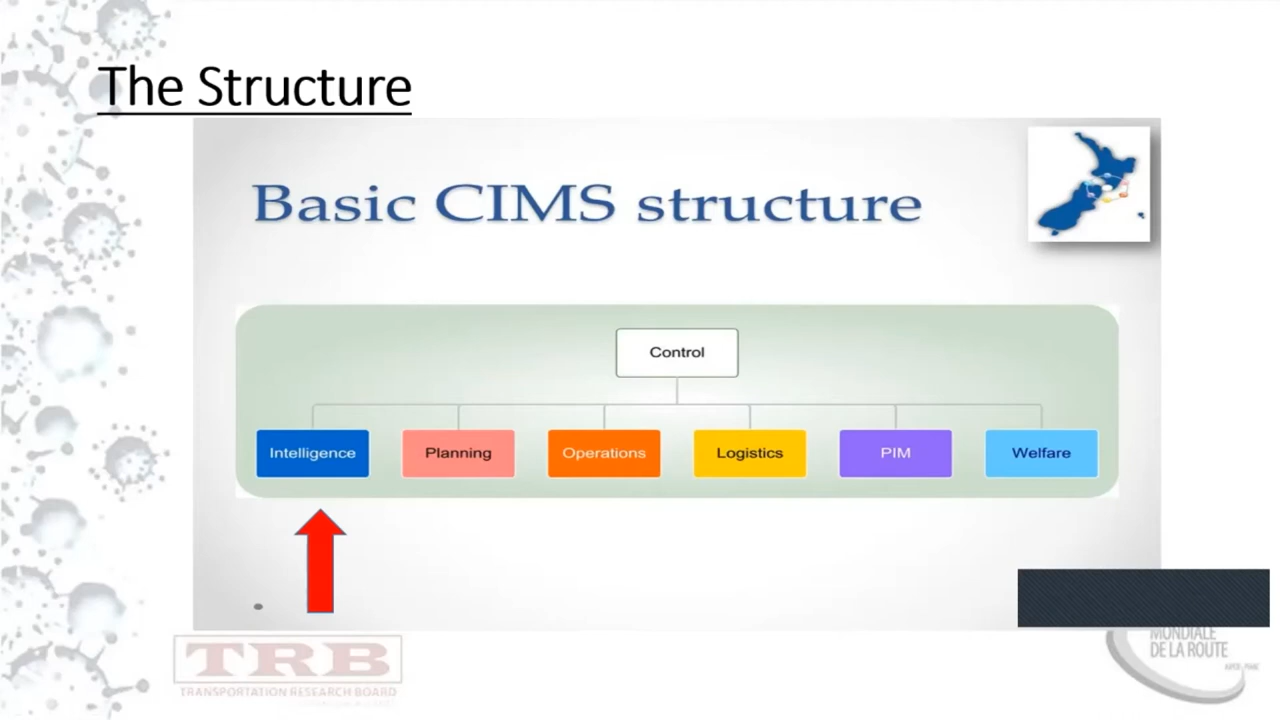 The Structure
Basic CIMS structure
Control
Intelligence
Planning
Operations
Logistics
PIM
Welfare
TRB
TRANSPORTATION RESEARCH BOARD
MONDIALE
DE LA ROUTE